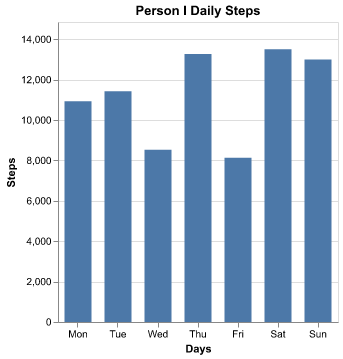 Person I Daily Steps
14,000
12,000
10,000
8,000
6,000
4,000
2,000
0
Steps
Mon Tue Wed Thu Fri Sat Sun
Days